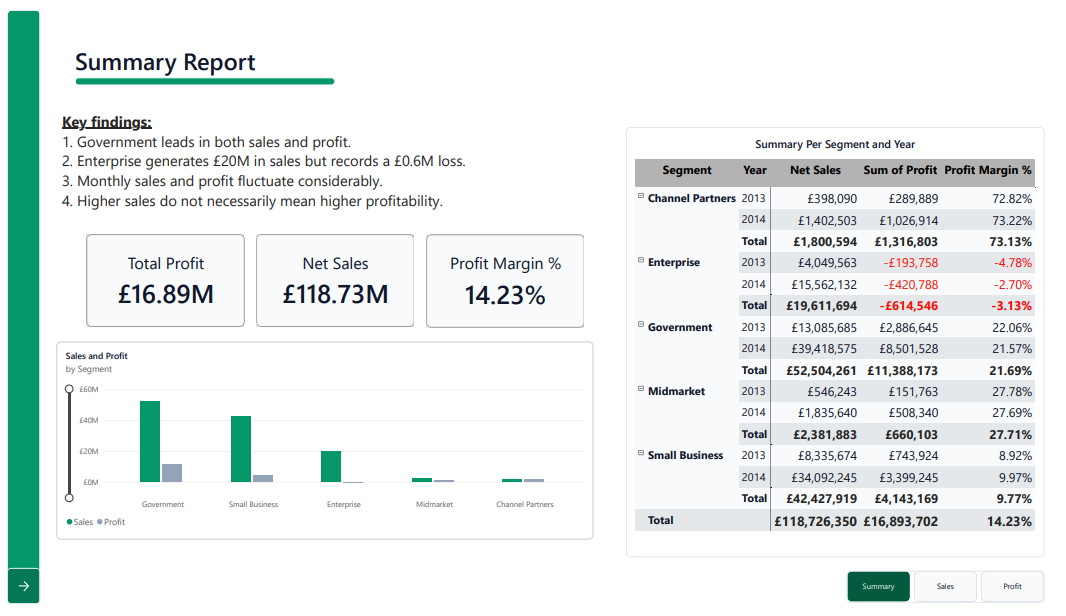 Summary Report
Key findings:
1. Government leads in both sales and profit.
2. Enterprise generates £20M in sales but records a £0.6M loss.
3. Monthly sales and profit fluctuate considerably.
4. Higher sales do not necessarily mean higher profitability.
Total Profit
£16.89M
Net Sales
£118.73M
Profit Margin %
14.23%
Sales and Profit
by Segment
£60M
£40M
£20M
£0M
Government Small Business Enterprise Midmarket Channel Partners
Sales Profit
Summary Per Segment and Year
Segment Year Net Sales Sum of Profit Profit Margin %
Channel Partners 2013 £398,090 £289,889 72.82%
2014 £1,402,503 £1,026,914 73.22%
Total £1,800,594 £1,316,803 73.13%
Enterprise 2013 £4,049,563 -£193,758 -4.78%
2014 £15,562,132 -£420,788 -2.70%
Total £19,611,694 -£614,546 -3.13%
Government 2013 £13,085,685 £2,886,645 22.06%
2014 £39,418,575 £8,501,528 21.57%
Total £52,504,261 £11,388,173 21.69%
Midmarket 2013 £546,243 £151,763 27.78%
2014 £1,835,640 £508,340 27.69%
Total £2,381,883 £660,103 27.71%
Small Business 2013 £8,335,674 £743,924 8.92%
2014 £34,092,245 £3,399,245 9.97%
Total £42,427,919 £4,143,169 9.77%
Total £118,726,350 £16,893,702 14.23%
Summary Sales Profit